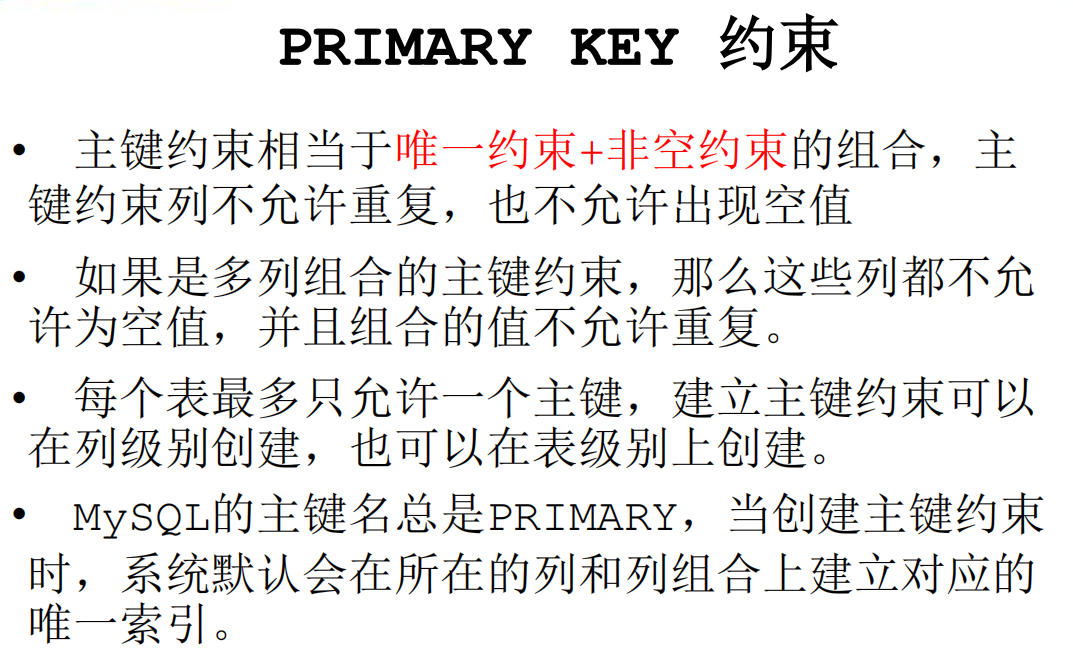 PRIMARY KEY 约束
• 主键约束相当于唯一约束+非空约束的组合，主
键约束列不允许重复，也不允许出现空值
• 如果是多列组合的主键约束，那么这些列都不允
许为空值，并且组合的值不允许重复。
• 每个表最多只允许一个主键，建立主键约束可以
在列级别创建，也可以在表级别上创建。
• MySQL的主键名总是PRIMARY，当创建主键约束
时，系统默认会在所在的列和列组合上建立对应的
唯一索引。